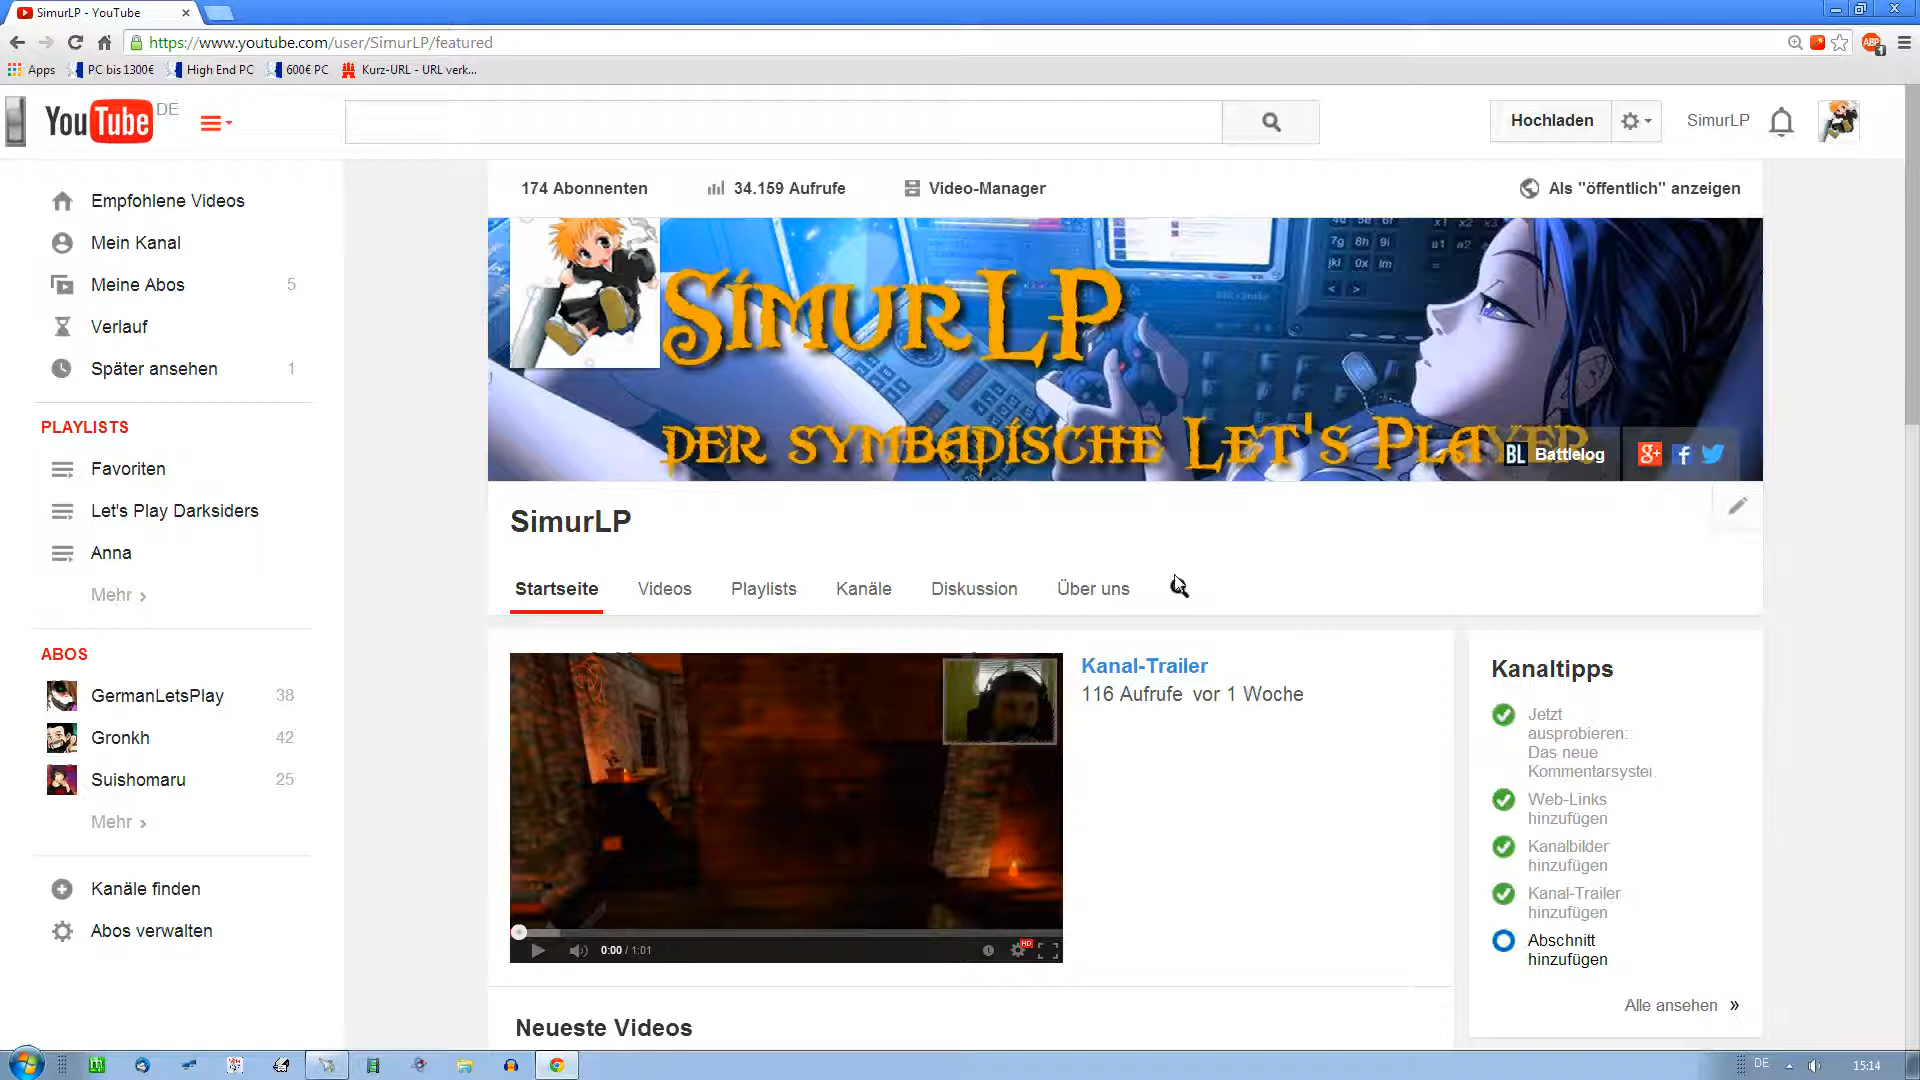 SimurLP - YouTube
https://www.youtube.com/user/SimurLP/featured
Apps PC bis 1300€ High End PC 600€ PC Kurz-URL - URL verk...
YouTube DE
Hochladen SimurLP
174 Abonnenten 34.159 Aufrufe Video-Manager Als "öffentlich" anzeigen
Empfohlene Videos
Mein Kanal
Meine Abos 5
Verlauf
Später ansehen 1
PLAYLISTS
Favoriten
Let's Play Darksiders
Anna
Mehr
ABOS
GermanLetsPlay 38
Gronkh 42
Suishomaru 25
Mehr
Kanäle finden
Abos verwalten
SimurLP
der symbadische Let's Player
BL Battlelog
SimurLP
Startseite Videos Playlists Kanäle Diskussion Über uns
Kanal-Trailer
116 Aufrufe vor 1 Woche
0:00 / 1:01
HD
Neueste Videos
Kanaltipps
Jetzt
ausprobieren:
Das neue
Kommentarsyster
Web-Links
hinzufügen
Kanalbilder
hinzufügen
Kanal-Trailer
hinzufügen
Abschnitt
hinzufügen
Alle ansehen »
DE 15:14